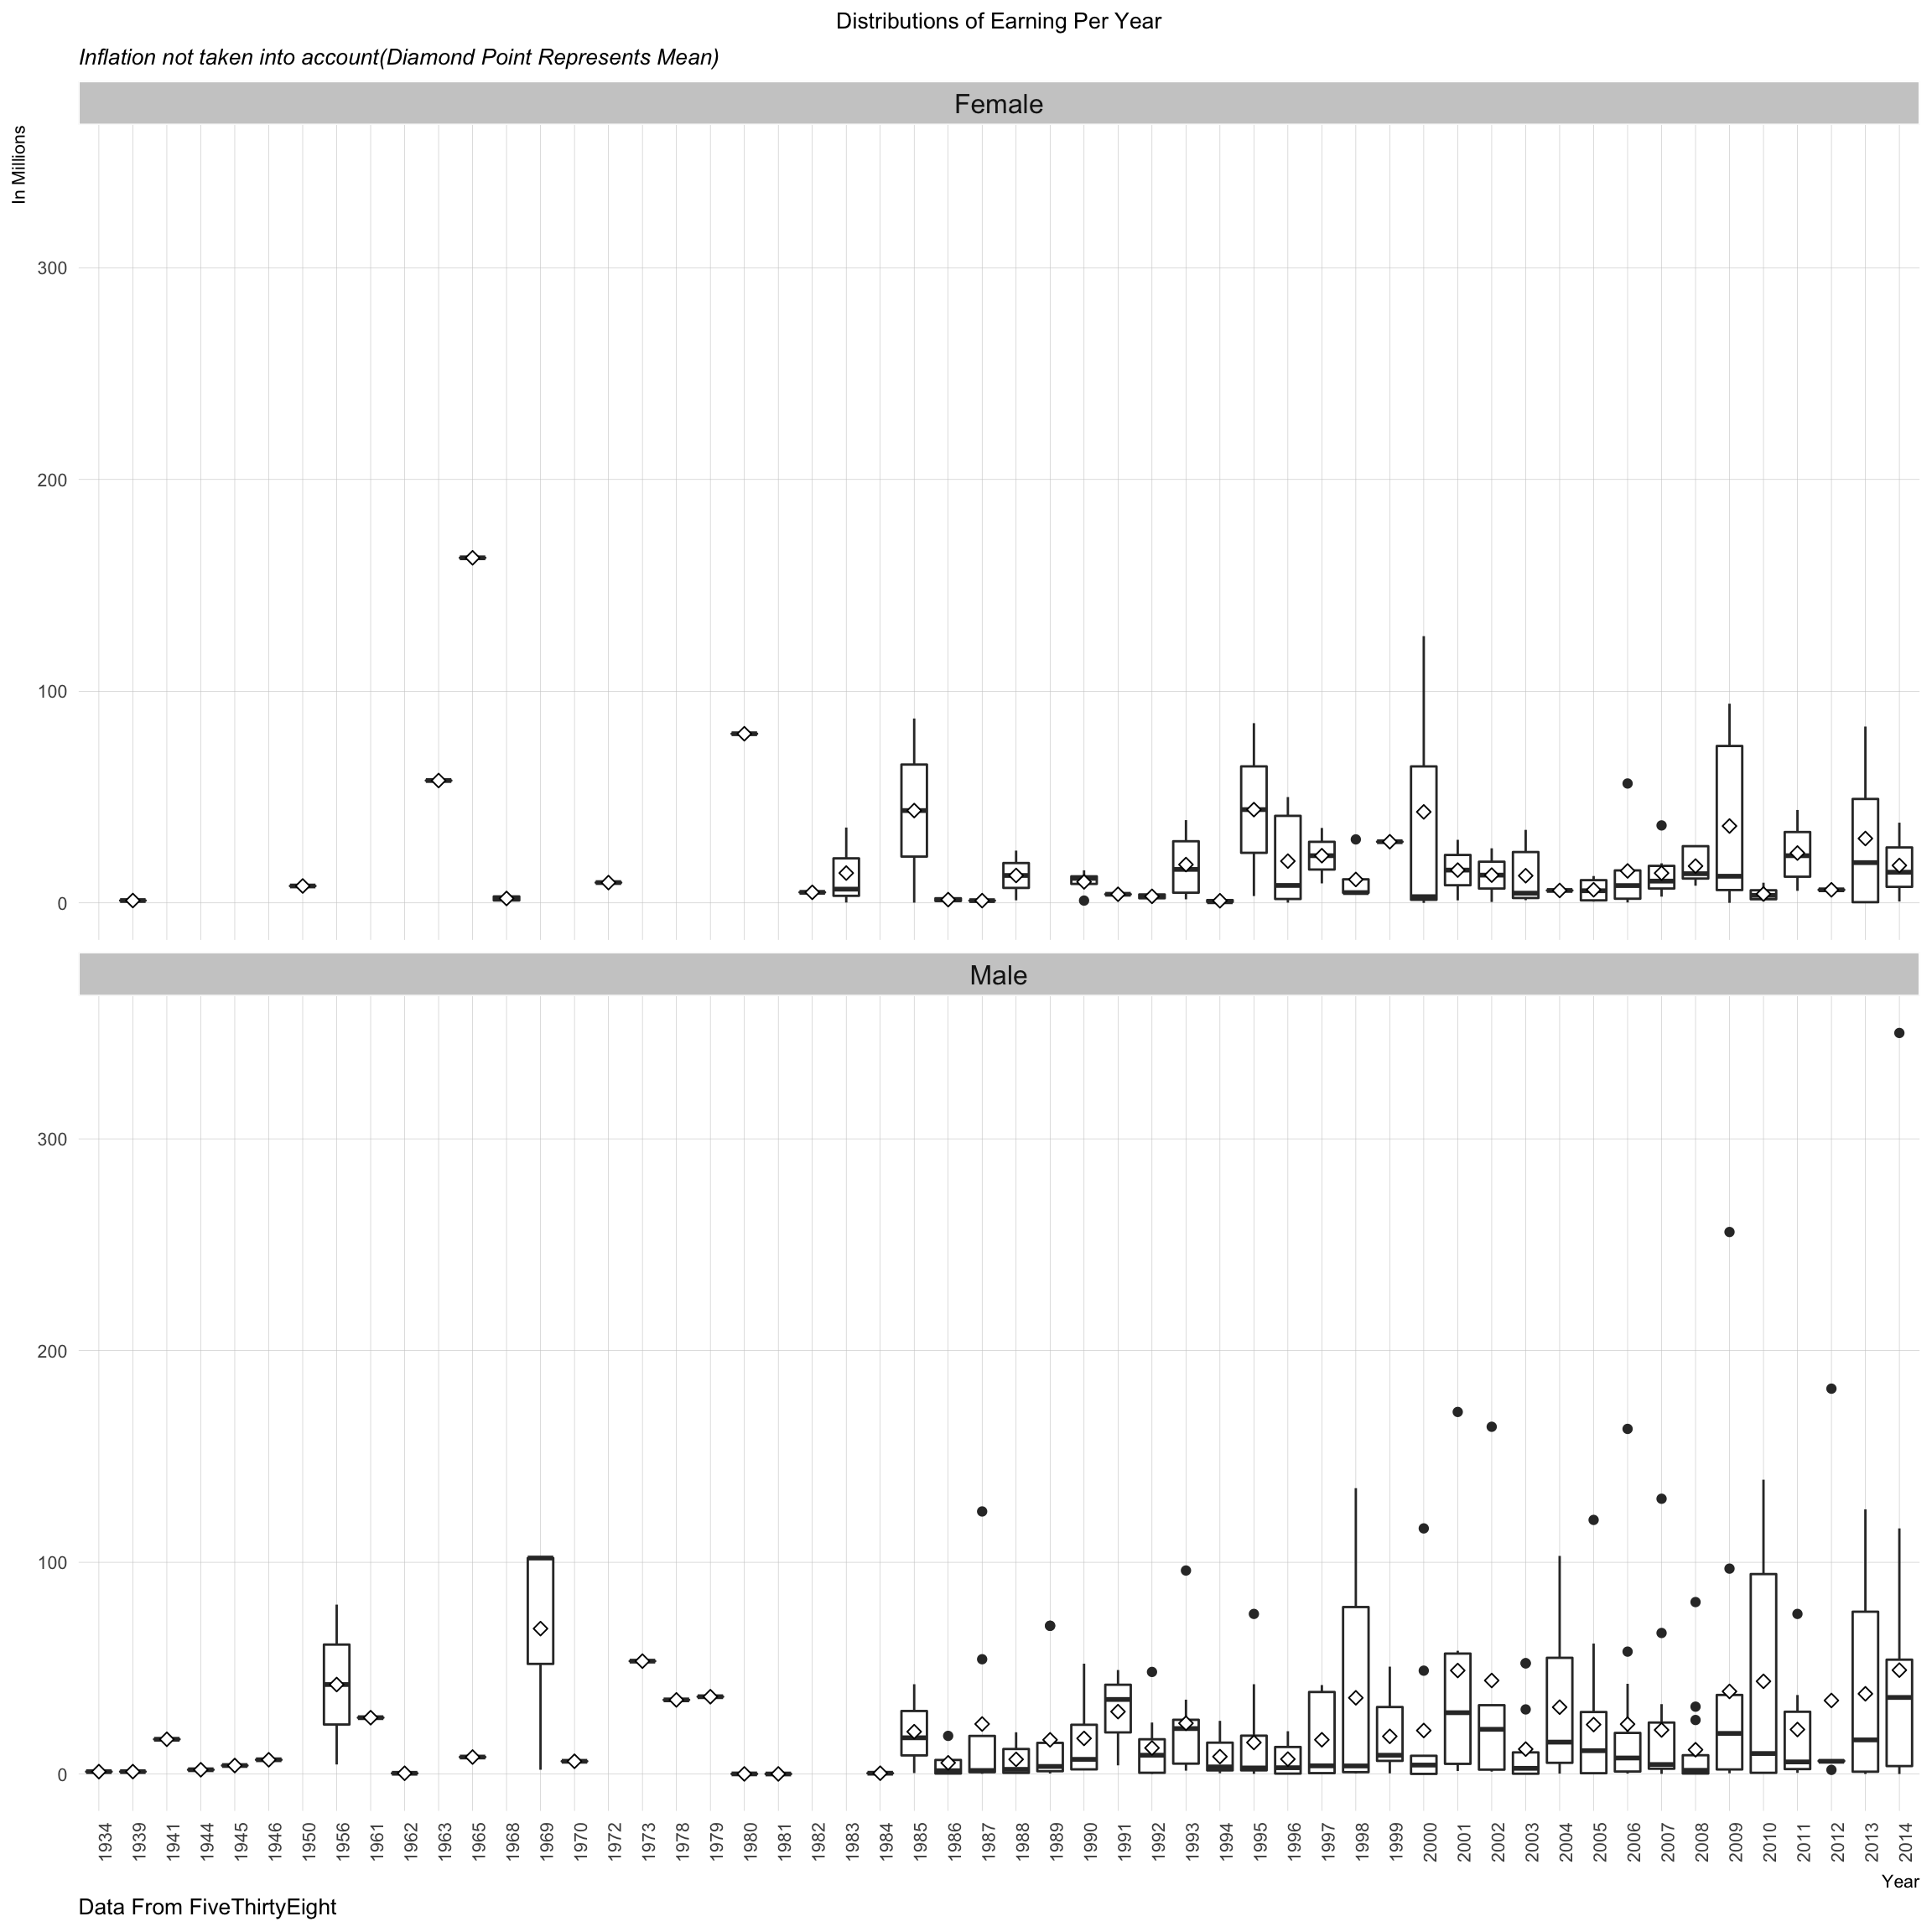 Distributions of Earning Per Year
Inflation not taken into account(Diamond Point Represents Mean)
Female
In Millions
300
200
100
0
Male
300
200
100
0
1934 1939 1941 1944 1945 1946 1950 1956 1961 1962 1963 1965 1968 1969 1970 1972 1973 1978 1979 1980 1981 1982 1983 1984 1985 1986 1987 1988 1989 1990 1991 1992 1993 1994 1995 1996 1997 1998 1999 2000 2001 2002 2003 2004 2005 2006 2007 2008 2009 2010 2011 2012 2013 2014
Year
Data From FiveThirtyEight